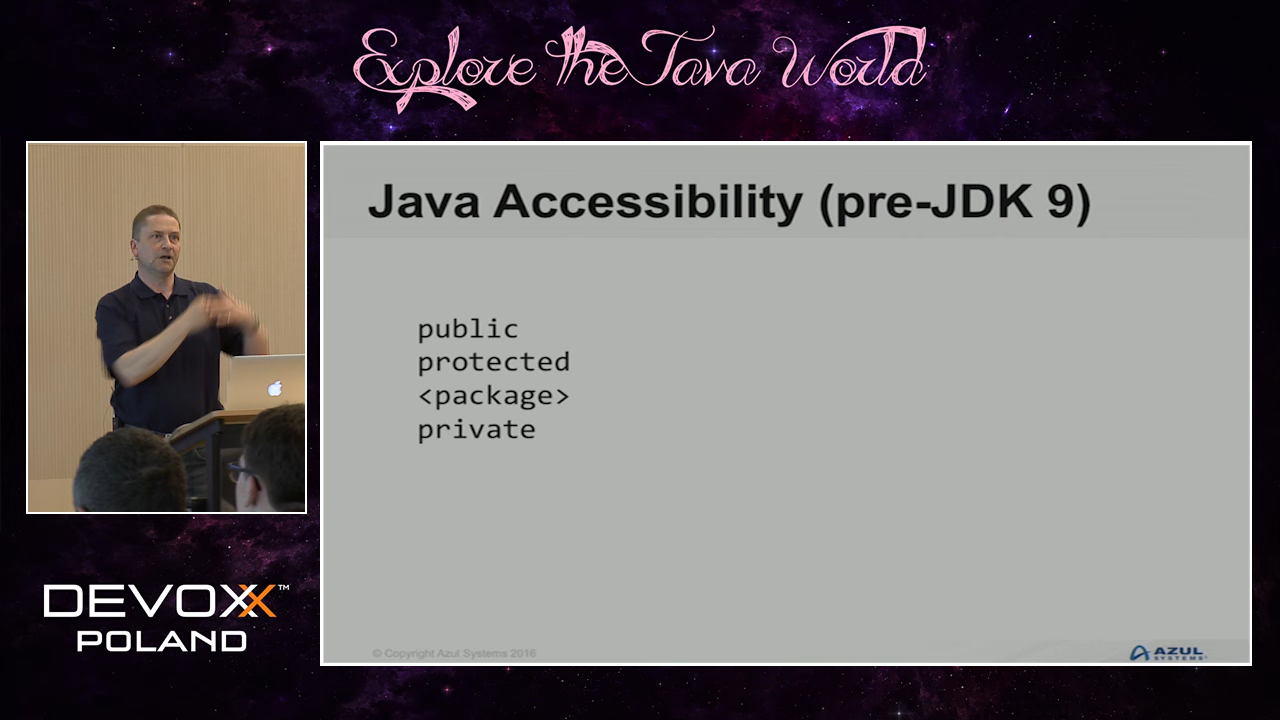 Explore the Java World
Java Accessibility (pre-JDK 9)
public
protected
<package>
private
© Copyright Azul Systems 2016
AZUL
SYSTEMS
DEVOXX™
POLAND